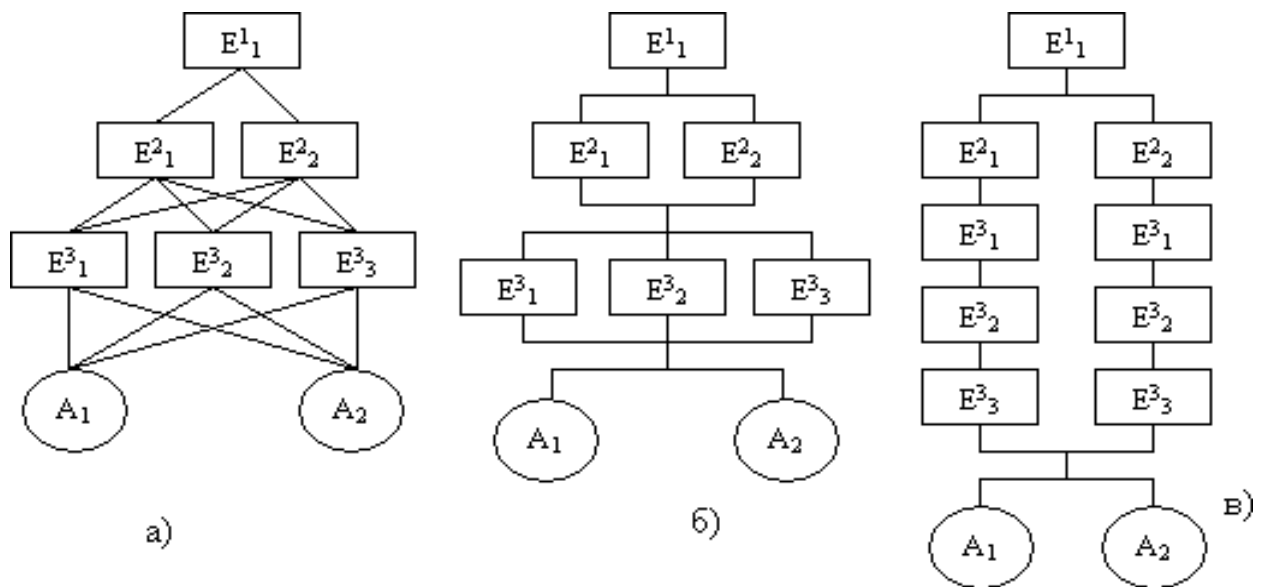 E¹₁
E²₁ E²₂
E³₁ E³₂ E³₃
A₁ A₂
а)
E¹₁
E²₁ E²₂
E³₁ E³₂ E³₃
A₁ A₂
б)
E¹₁
E²₁ E²₂
E³₁ E³₁
E³₂ E³₂
E³₃ E³₃
A₁ A₂
в)